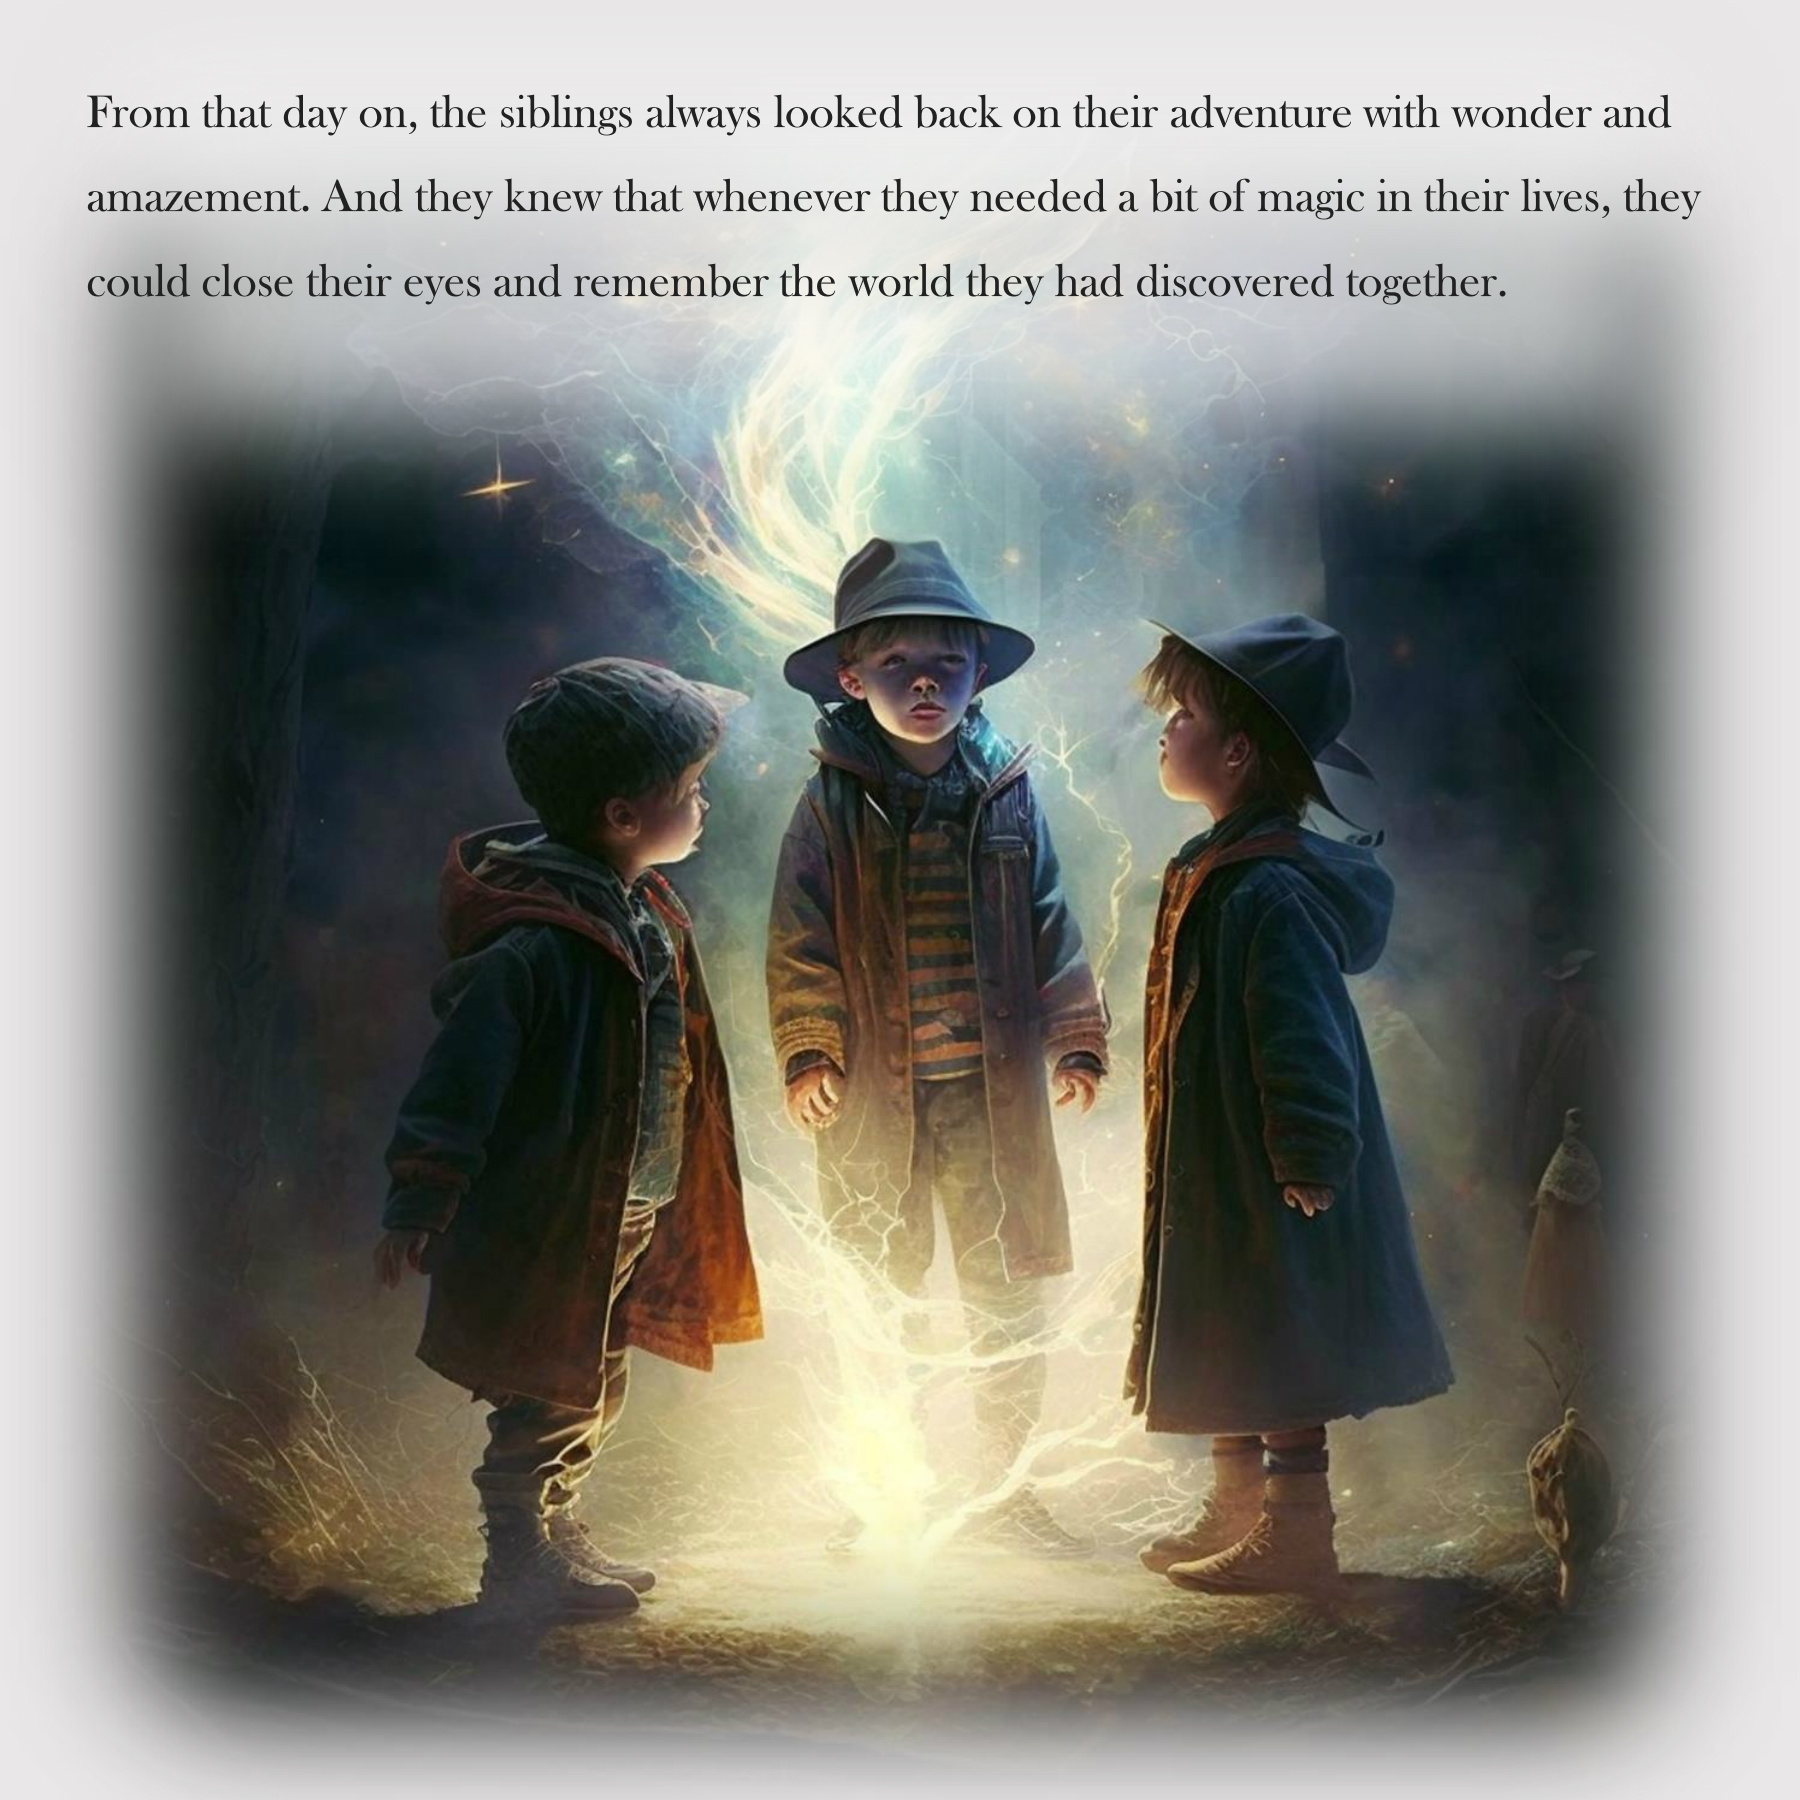 From that day on, the siblings always looked back on their adventure with wonder and
amazement. And they knew that whenever they needed a bit of magic in their lives, they
could close their eyes and remember the world they had discovered together.